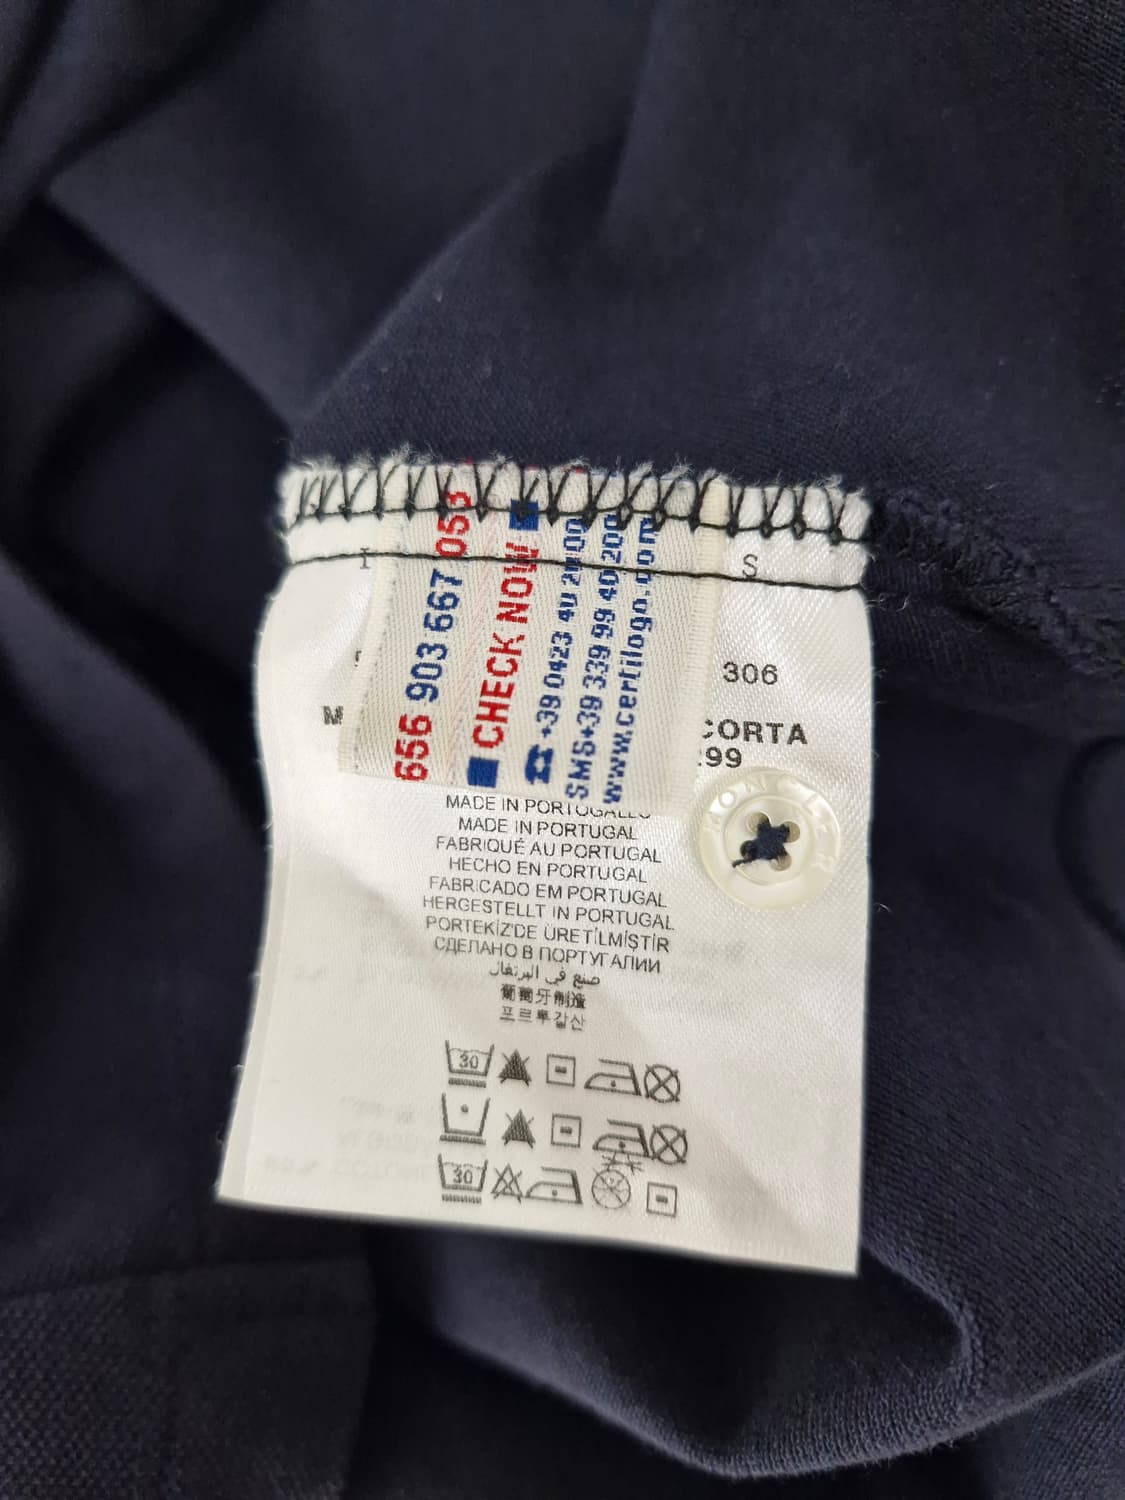 I
S
306
M
CORTA
99
656 903 667 053
CHECK NOW
+39 0423 40 20 00
SMS+39 339 99 40 200
www.certilogo.com
MADE IN PORTOGALLO
MADE IN PORTUGAL
FABRIQUÉ AU PORTUGAL
HECHO EN PORTUGAL
FABRICADO EM PORTUGAL
HERGESTELLT IN PORTUGAL
PORTEKİZ'DE ÜRETİLMİŞTİR
СДЕЛАНО В ПОРТУГАЛИИ
صنع في البرتغال
葡萄牙制造
포르투갈산
MONCLER
30
30